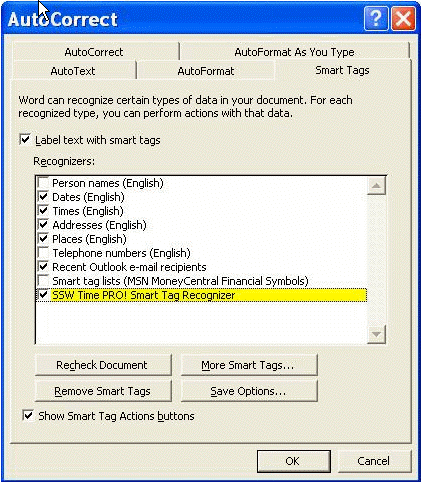 AutoCorrect
AutoCorrect AutoFormat As You Type
AutoText AutoFormat Smart Tags
Word can recognize certain types of data in your document. For each
recognized type, you can perform actions with that data.
Label text with smart tags
Recognizers:
Person names (English)
Dates (English)
Times (English)
Addresses (English)
Places (English)
Telephone numbers (English)
Recent Outlook e-mail recipients
Smart tag lists (MSN MoneyCentral Financial Symbols)
SSW Time PRO! Smart Tag Recognizer
Recheck Document More Smart Tags...
Remove Smart Tags Save Options...
Show Smart Tag Actions buttons
OK Cancel